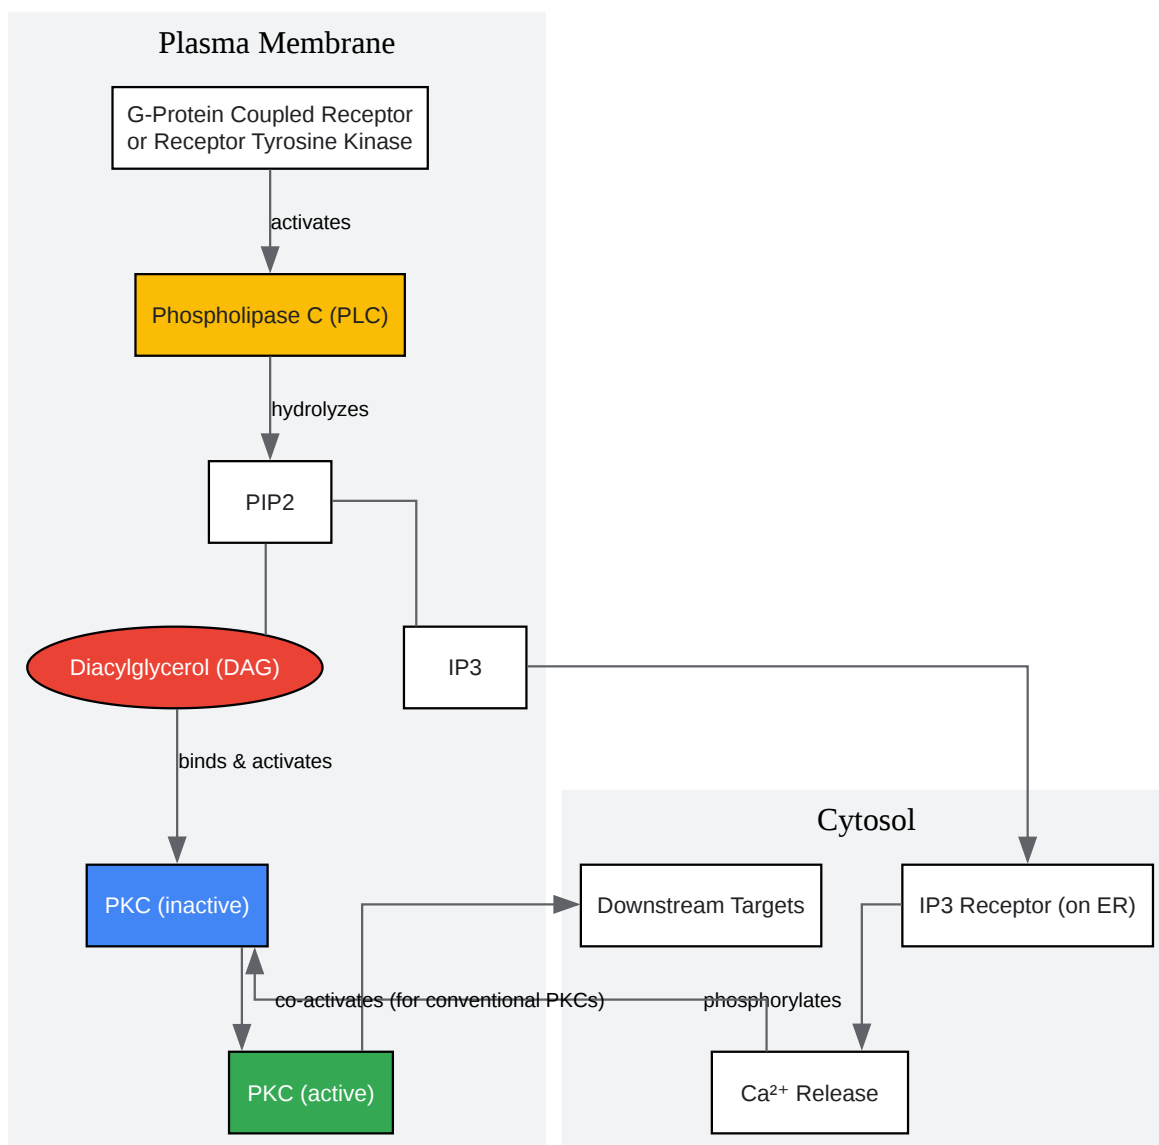 Plasma Membrane
G-Protein Coupled Receptor
or Receptor Tyrosine Kinase
activates
Phospholipase C (PLC)
hydrolyzes
PIP2
Diacylglycerol (DAG)
IP3
binds & activates
Cytosol
PKC (inactive)
Downstream Targets
IP3 Receptor (on ER)
co-activates (for conventional PKCs)
phosphorylates
PKC (active)
Ca²⁺ Release